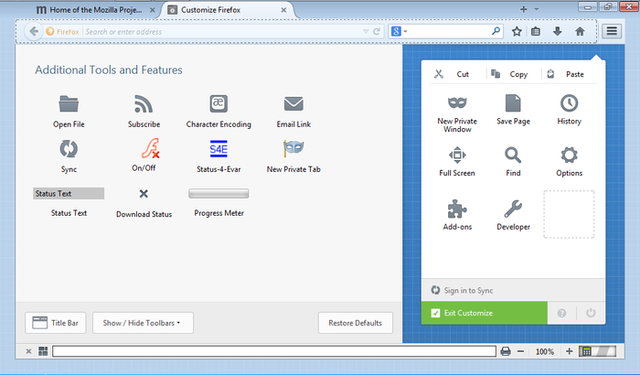 m Home of the Mozilla Proje... × Customize Firefox ×
Firefox Search or enter address
Additional Tools and Features
Open File Subscribe Character Encoding Email Link
Sync On/Off Status-4-Evar New Private Tab
S4E
æ
Status Text
Status Text Download Status Progress Meter
Cut Copy Paste
New Private Window Save Page History
Full Screen Find Options
Add-ons Developer
Sign in to Sync
Exit Customize
Title Bar Show / Hide Toolbars Restore Defaults
100%